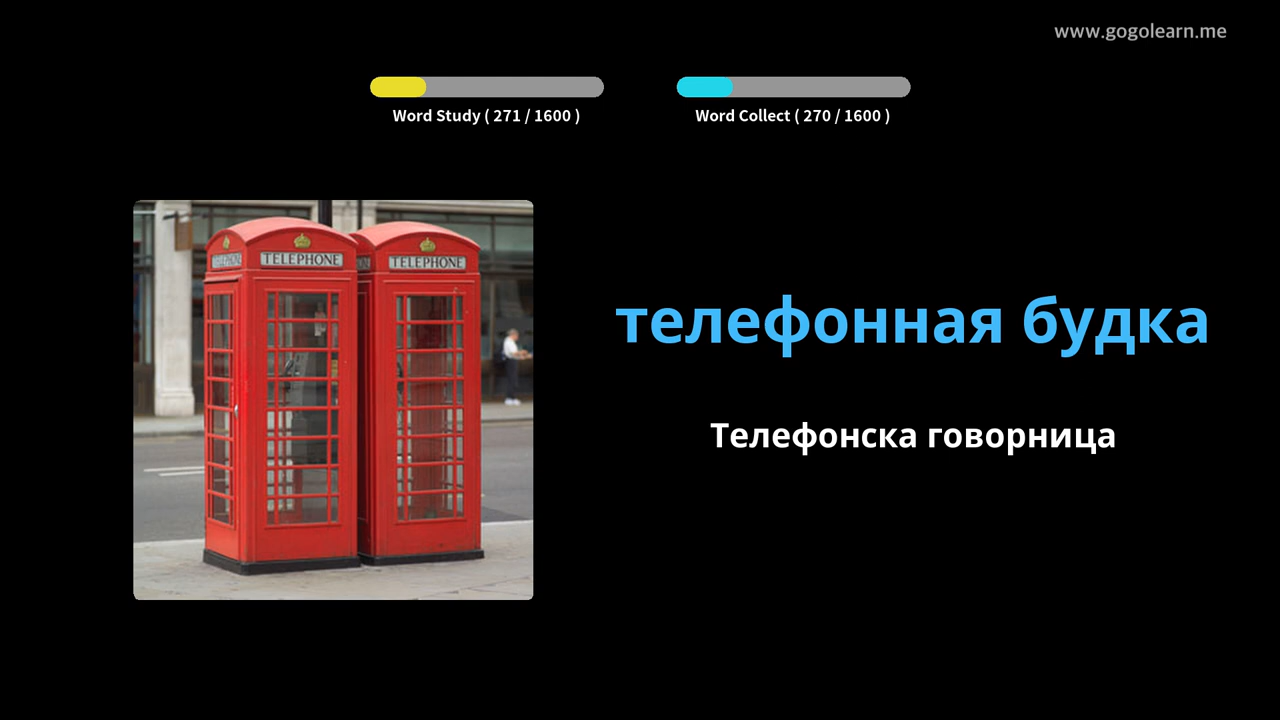 www.gogolearn.me
Word Study ( 271 / 1600 )
Word Collect ( 270 / 1600 )
TELEPHONE
TELEPHONE
телефонная будка
Телефонска говорница